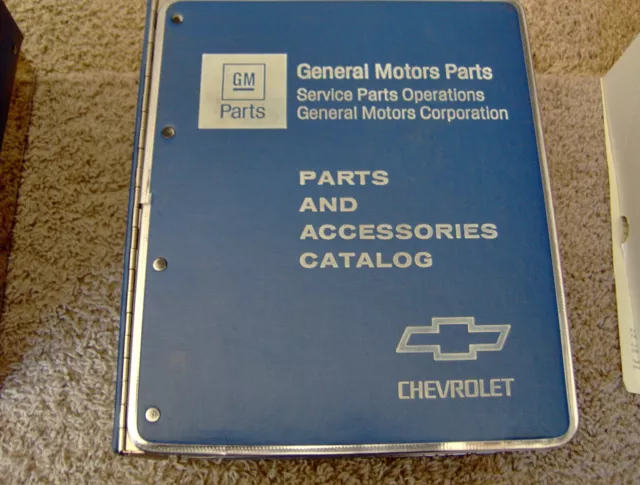 GM
Parts
General Motors Parts
Service Parts Operations
General Motors Corporation
PARTS
AND
ACCESSORIES
CATALOG
CHEVROLET